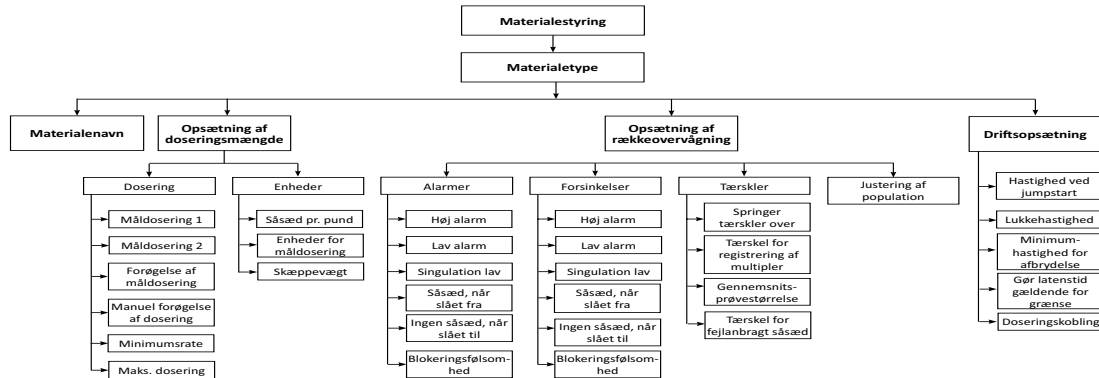 Materialestyring
Materialetype
Materialenavn
Opsætning af
doseringsmængde
Opsætning af
rækkeovervågning
Driftsopsætning
Dosering
Måldosering 1
Måldosering 2
Forøgelse af
måldosering
Manuel forøgelse
af dosering
Minimumsrate
Maks. dosering
Enheder
Såsæd pr. pund
Enheder for
måldosering
Skæppevægt
Alarmer
Høj alarm
Lav alarm
Singulation lav
Såsæd, når
slået fra
Ingen såsæd, når
slået til
Blokeringsfølsom-
hed
Forsinkelser
Høj alarm
Lav alarm
Singulation lav
Såsæd, når
slået fra
Ingen såsæd, når
slået til
Blokeringsfølsom-
hed
Tærskler
Springer
tærskler over
Tærskel for
registrering af
multipler
Gennemsnits-
prøvestørrelse
Tærskel for
fejlanbragt såsæd
Justering af
population
Hastighed ved
jumpstart
Lukkehastighed
Minimum-
hastighed for
afbrydelse
Gør latenstid
gældende for
grænse
Doseringskobling